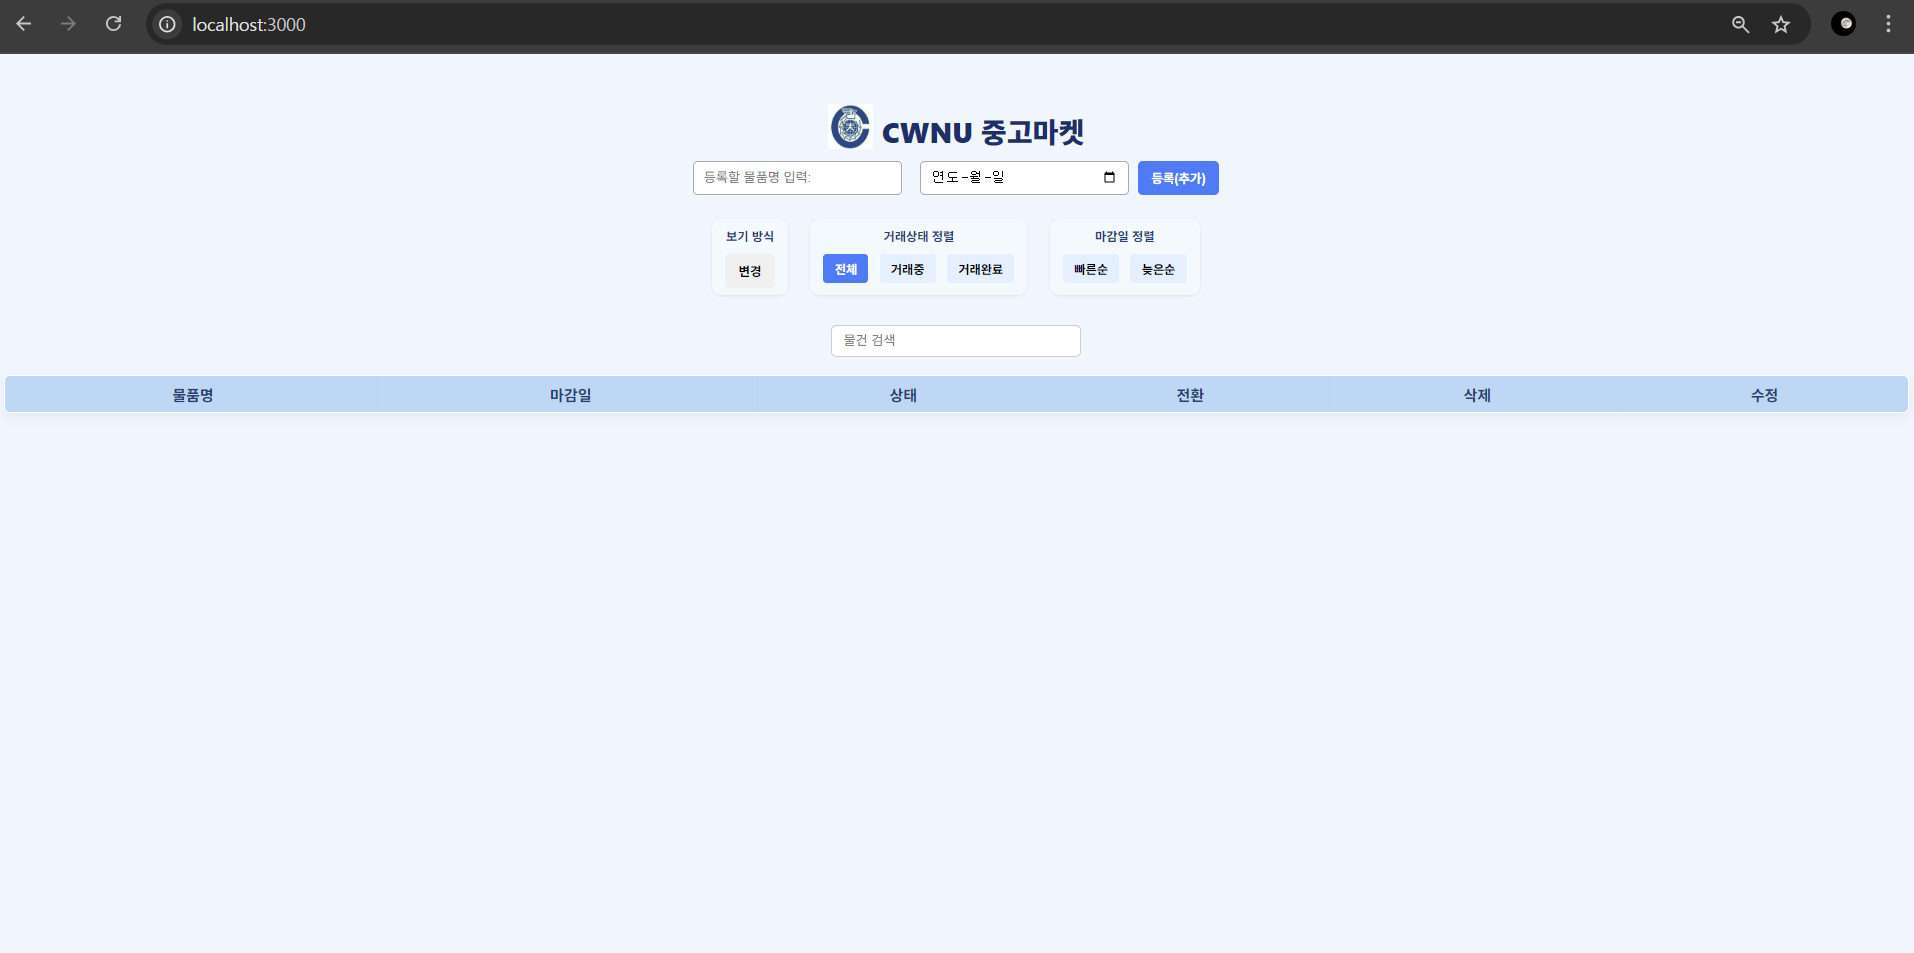 localhost:3000
CWNU 중고마켓
등록할 물품명 입력: 연도-월-일 등록(추가)
보기 방식 거래상태 정렬 마감일 정렬
변경 전체 거래중 거래완료 빠른순 늦은순
물건 검색
물품명 마감일 상태 전환 삭제 수정